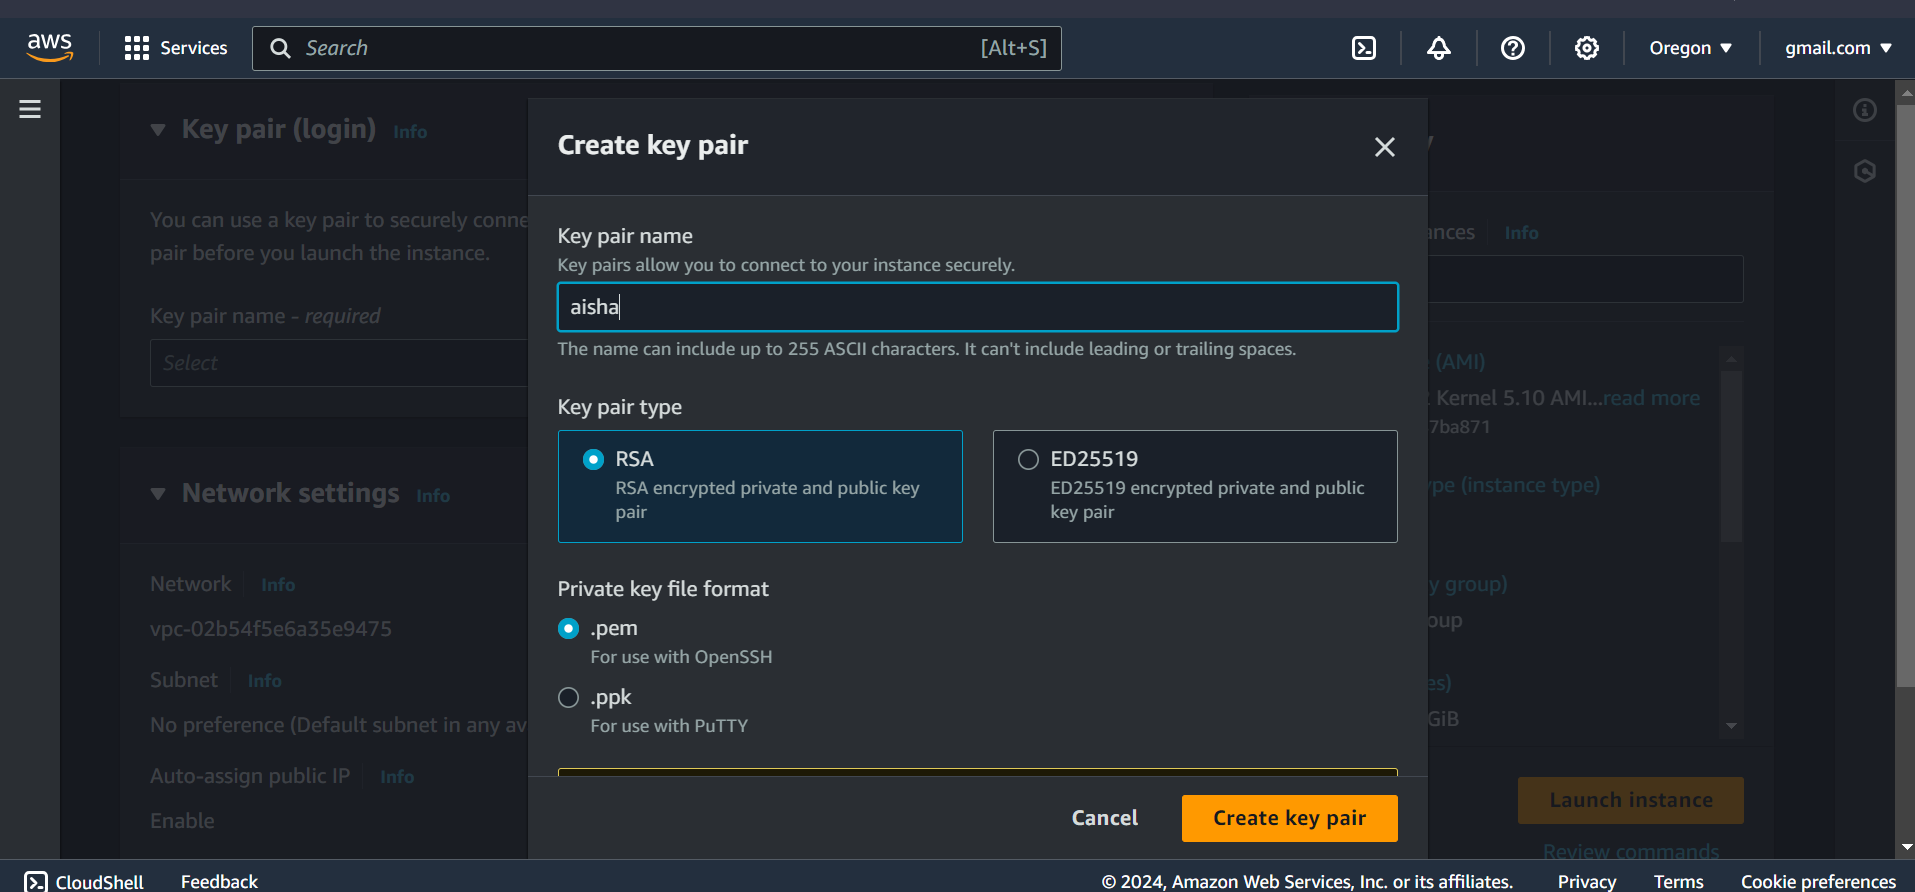 aws
Services
Search
[Alt+S]
Oregon
gmail.com
Key pair (login)
Info
You can use a key pair to securely conne
pair before you launch the instance.
Key pair name - required
Select
Network settings
Info
Network
Info
vpc-02b54f5e6a35e9475
Subnet
Info
No preference (Default subnet in any av
Auto-assign public IP
Info
Enable
Create key pair
Key pair name
Key pairs allow you to connect to your instance securely.
aisha
The name can include up to 255 ASCII characters. It can't include leading or trailing spaces.
Key pair type
RSA
RSA encrypted private and public key
pair
ED25519
ED25519 encrypted private and public
key pair
Private key file format
.pem
For use with OpenSSH
.ppk
For use with PuTTY
Cancel
Create key pair
ances
Info
(AMI)
Kernel 5.10 AMI...read more
7ba871
ype (instance type)
y group)
oup
es)
GiB
Launch instance
Review commands
CloudShell
Feedback
© 2024, Amazon Web Services, Inc. or its affiliates.
Privacy
Terms
Cookie preferences